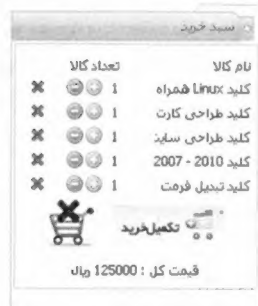 سبد خرید
نام کالا تعداد کالا
کلید Linux همراه 1
کلید طراحی کارت 1
کلید طراحی سایت 1
کلید 2010 - 2007 1
کلید تبدیل فرمت 1
تکمیل خرید
قیمت کل : 125000 ریال